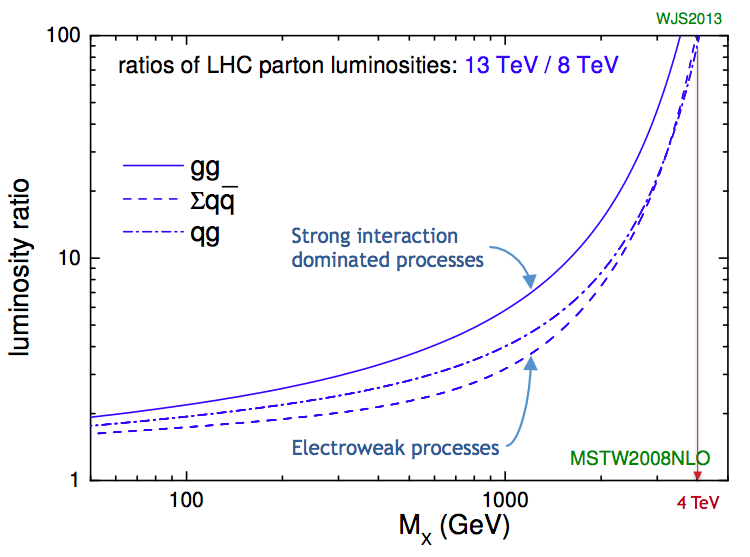 WJS2013
100
ratios of LHC parton luminosities: 13 TeV / 8 TeV
gg
Σqq̅
qg
Strong interaction
dominated processes
10
luminosity ratio
Electroweak processes
MSTW2008NLO
1
100
1000
4 TeV
Mₓ (GeV)